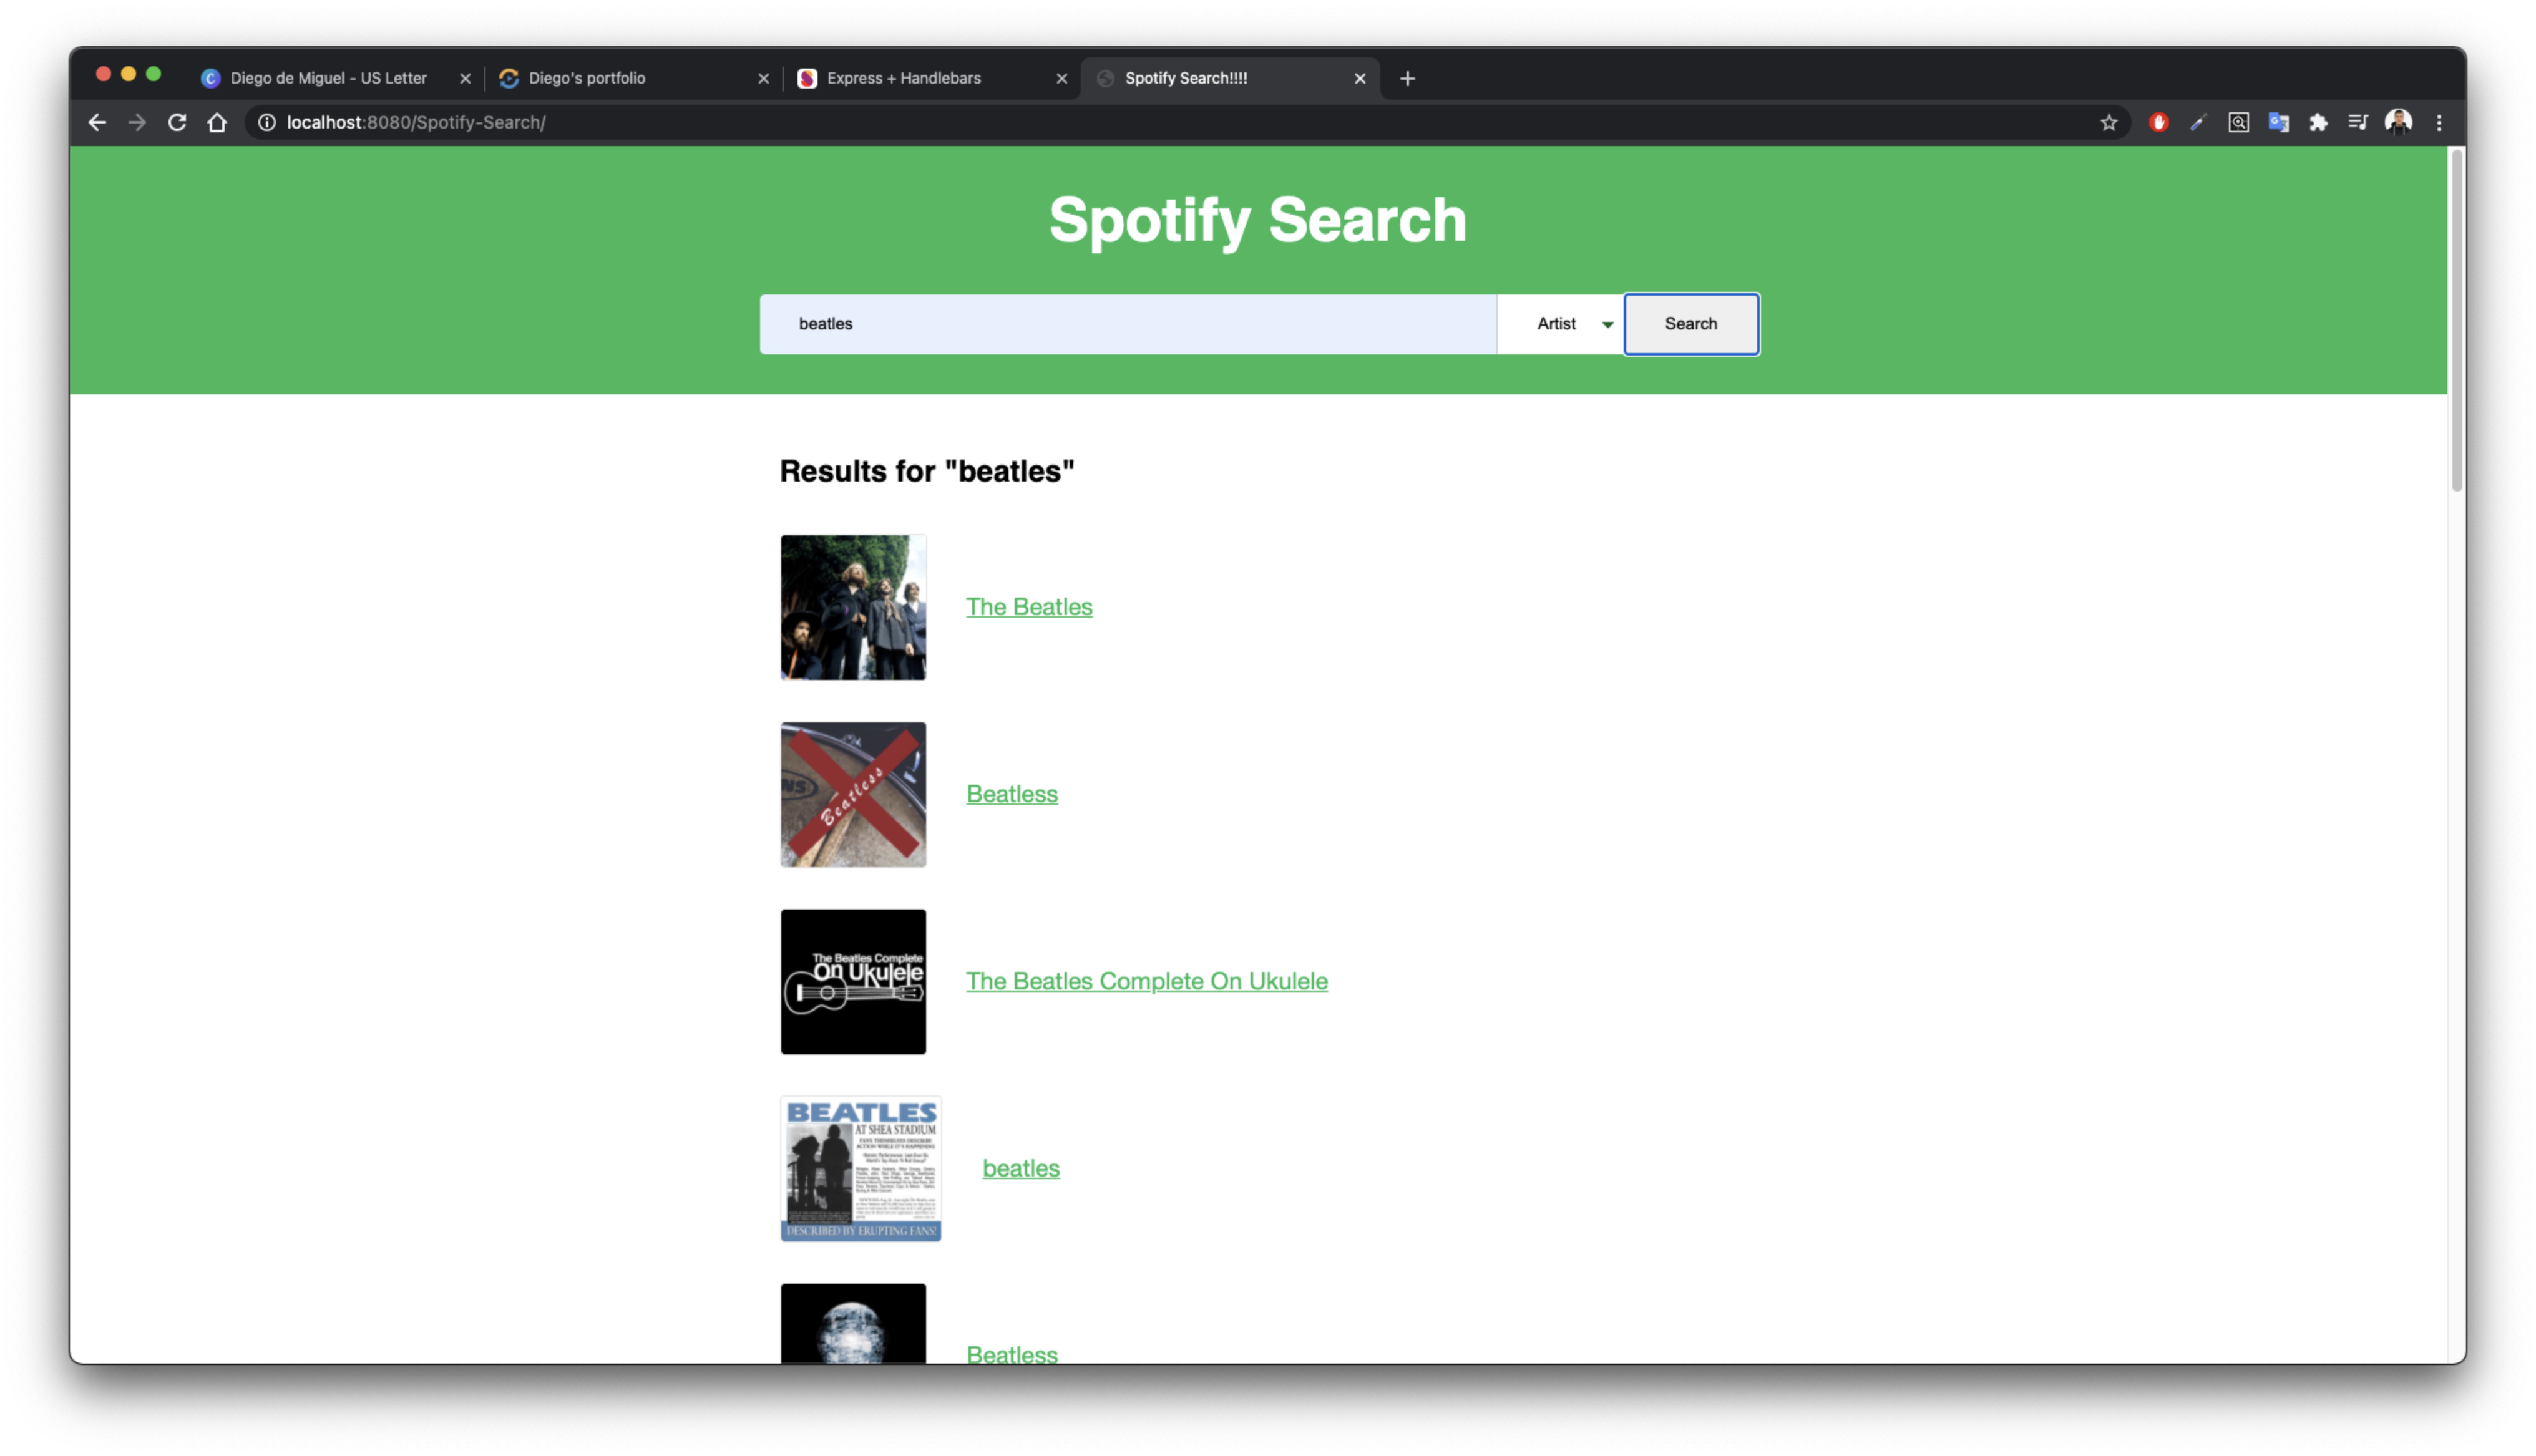 Diego de Miguel - US Letter
Diego's portfolio
Express + Handlebars
Spotify Search!!!!
localhost:8080/Spotify-Search/
Spotify Search
beatles
Artist
Search
Results for "beatles"
The Beatles
Beatless
Beatless
The Beatles Complete
On Ukulele
The Beatles Complete On Ukulele
BEATLES
AT SHEA STADIUM
DESCRIBED BY ERUPTING FANS!
beatles
Beatless